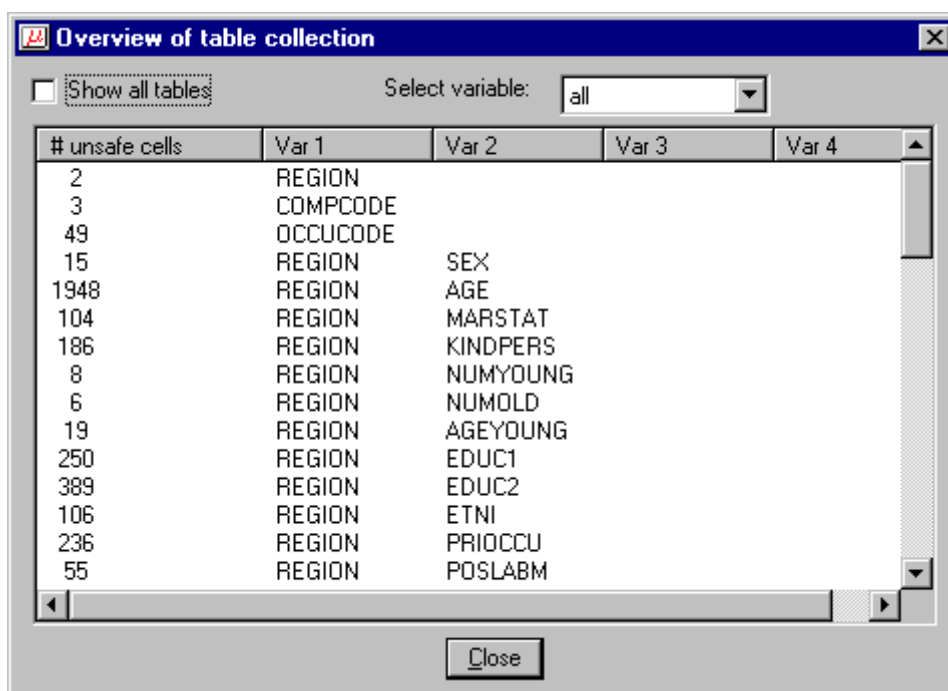 μ Overview of table collection
Show all tables Select variable: all
# unsafe cells Var 1 Var 2 Var 3 Var 4
2 REGION
3 COMPCODE
49 OCCUCODE
15 REGION SEX
1948 REGION AGE
104 REGION MARSTAT
186 REGION KINDPERS
8 REGION NUMYOUNG
6 REGION NUMOLD
19 REGION AGEYOUNG
250 REGION EDUC1
389 REGION EDUC2
106 REGION ETNI
236 REGION PRIOCCU
55 REGION POSLABM
Close